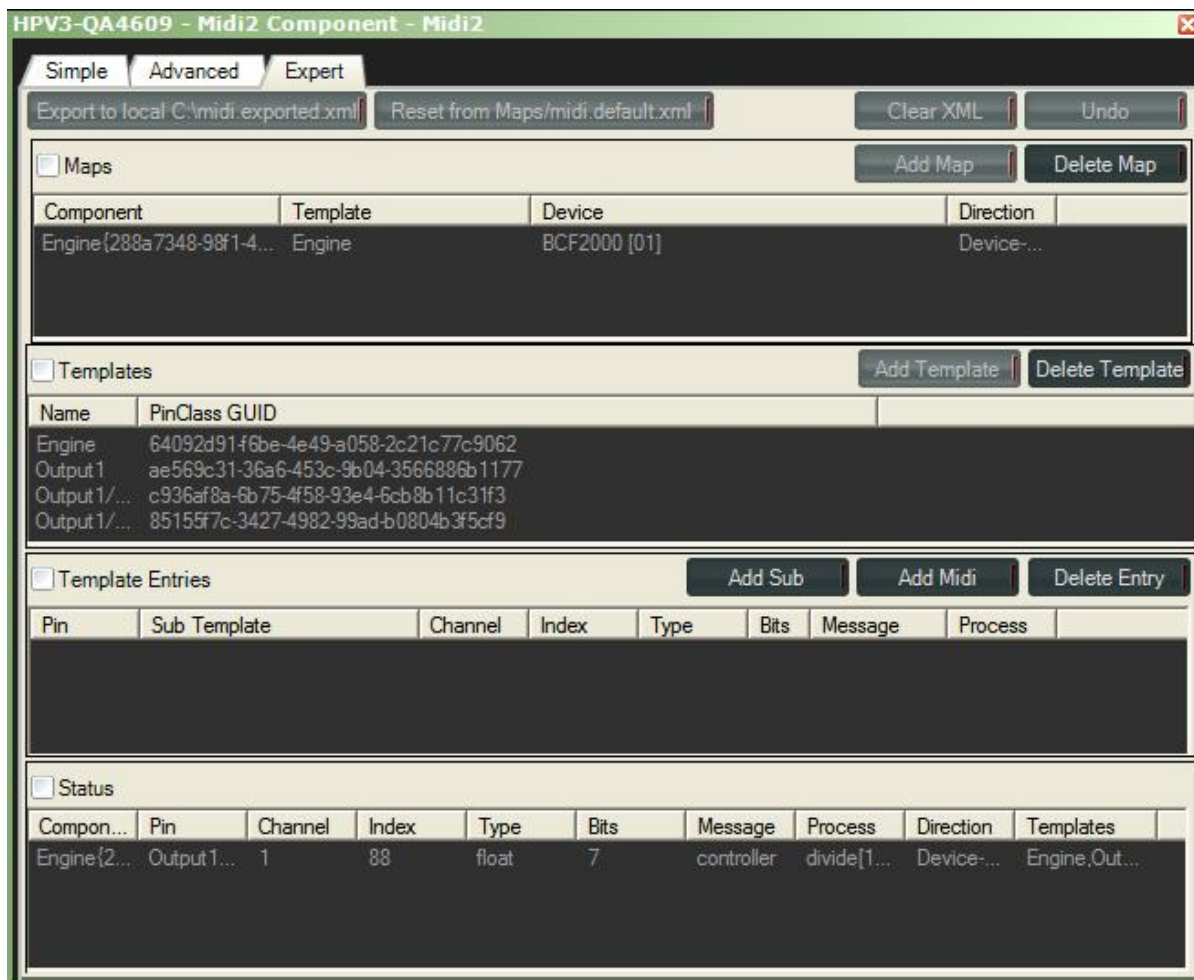 HPV3-QA4609 - Midi2 Component - Midi2
Simple Advanced Expert
Export to local C:\midi.exported.xml Reset from Maps/midi.default.xml Clear XML Undo
Maps Add Map Delete Map
Component Template Device Direction
Engine{288a7348-98f1-4... Engine BCF2000 [01] Device-...
Templates Add Template Delete Template
Name PinClass GUID
Engine 64092d91-f6be-4e49-a058-2c21c77c9062
Output1 ae569c31-36a6-453c-9b04-3566886b1177
Output1/... c936af8a-6b75-4f58-93e4-6cb8b11c31f3
Output1/... 85155f7c-3427-4982-99ad-b0804b3f5cf9
Template Entries Add Sub Add Midi Delete Entry
Pin Sub Template Channel Index Type Bits Message Process
Status
Compon... Pin Channel Index Type Bits Message Process Direction Templates
Engine{2... Output1... 1 88 float 7 controller divide[1... Device-... Engine,Out...